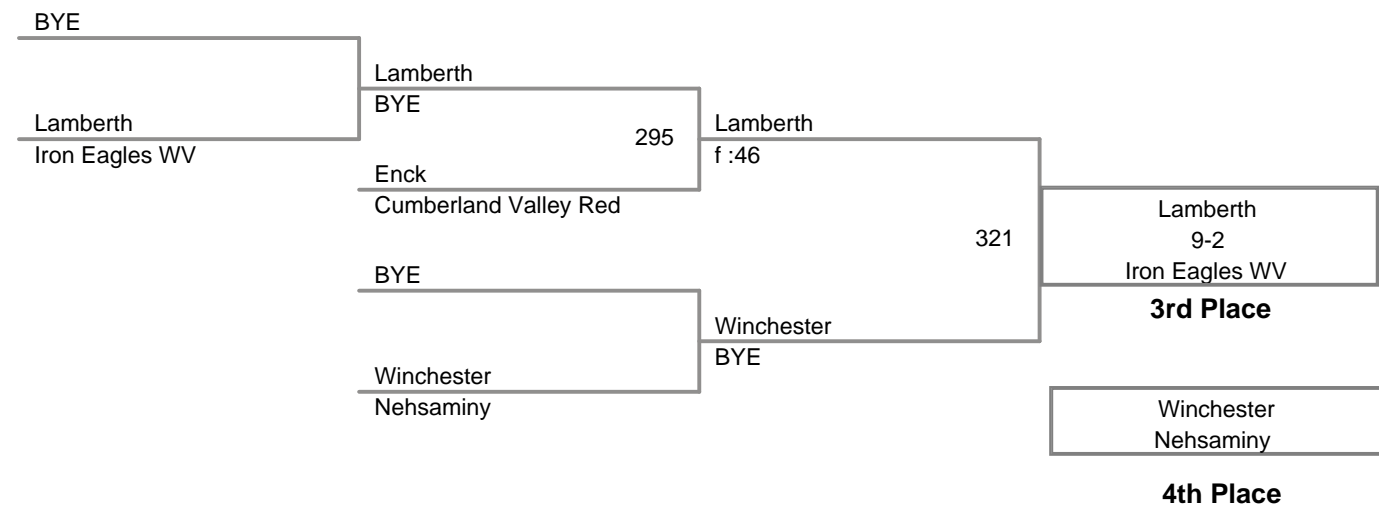 BYE
Lamberth
BYE
Lamberth
Iron Eagles WV
295
Lamberth
f :46
Enck
Cumberland Valley Red
321
Lamberth
9-2
Iron Eagles WV
3rd Place
BYE
Winchester
BYE
Winchester
Nehsaminy
Winchester
Nehsaminy
4th Place